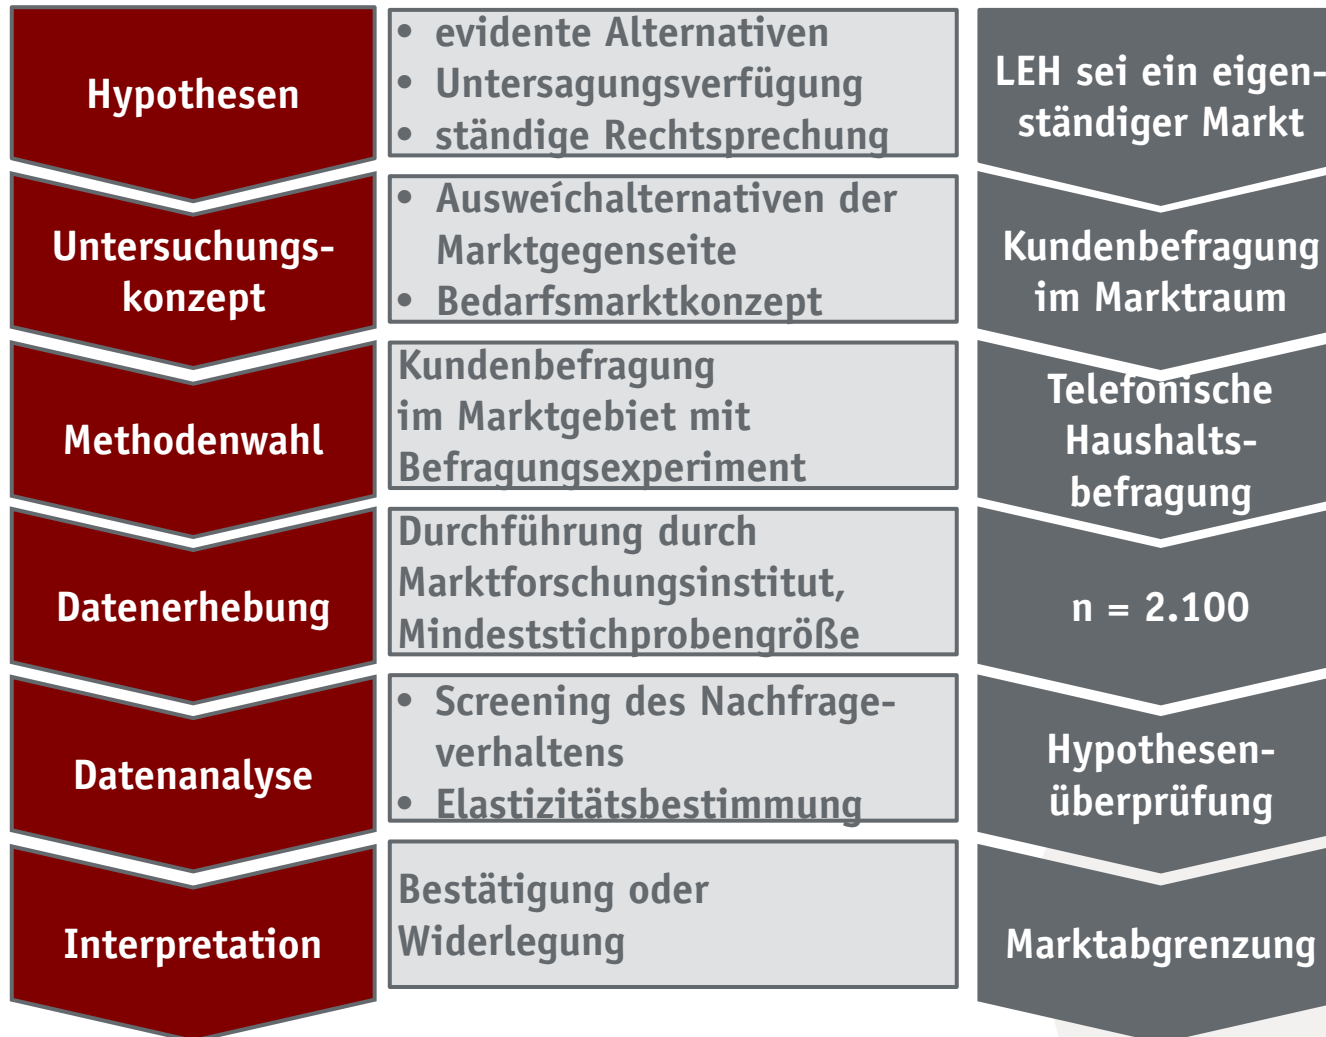 Hypothesen
• evidente Alternativen
• Untersagungsverfügung
• ständige Rechtsprechung
LEH sei ein eigen-
ständiger Markt
Untersuchungs-
konzept
• Ausweíchalternativen der
Marktgegenseite
• Bedarfsmarktkonzept
Kundenbefragung
im Marktraum
Methodenwahl
Kundenbefragung
im Marktgebiet mit
Befragungsexperiment
Telefonische
Haushalts-
befragung
Datenerhebung
Durchführung durch
Marktforschungsinstitut,
Mindeststichprobengröße
n = 2.100
Datenanalyse
• Screening des Nachfrage-
verhaltens
• Elastizitätsbestimmung
Hypothesen-
überprüfung
Interpretation
Bestätigung oder
Widerlegung
Marktabgrenzung